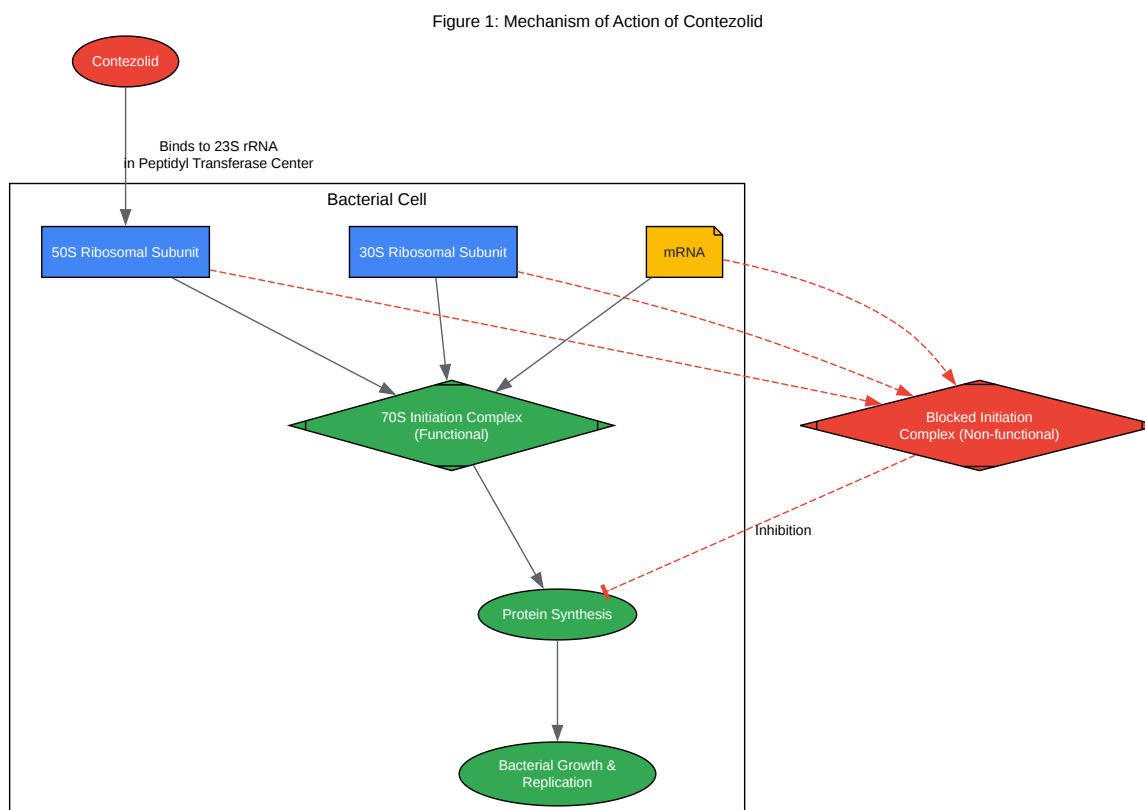 Figure 1: Mechanism of Action of Contezolid
Contezolid
Binds to 23S rRNA
in Peptidyl Transferase Center
Bacterial Cell
50S Ribosomal Subunit
30S Ribosomal Subunit
mRNA
70S Initiation Complex
(Functional)
Blocked Initiation
Complex (Non-functional)
Inhibition
Protein Synthesis
Bacterial Growth &
Replication